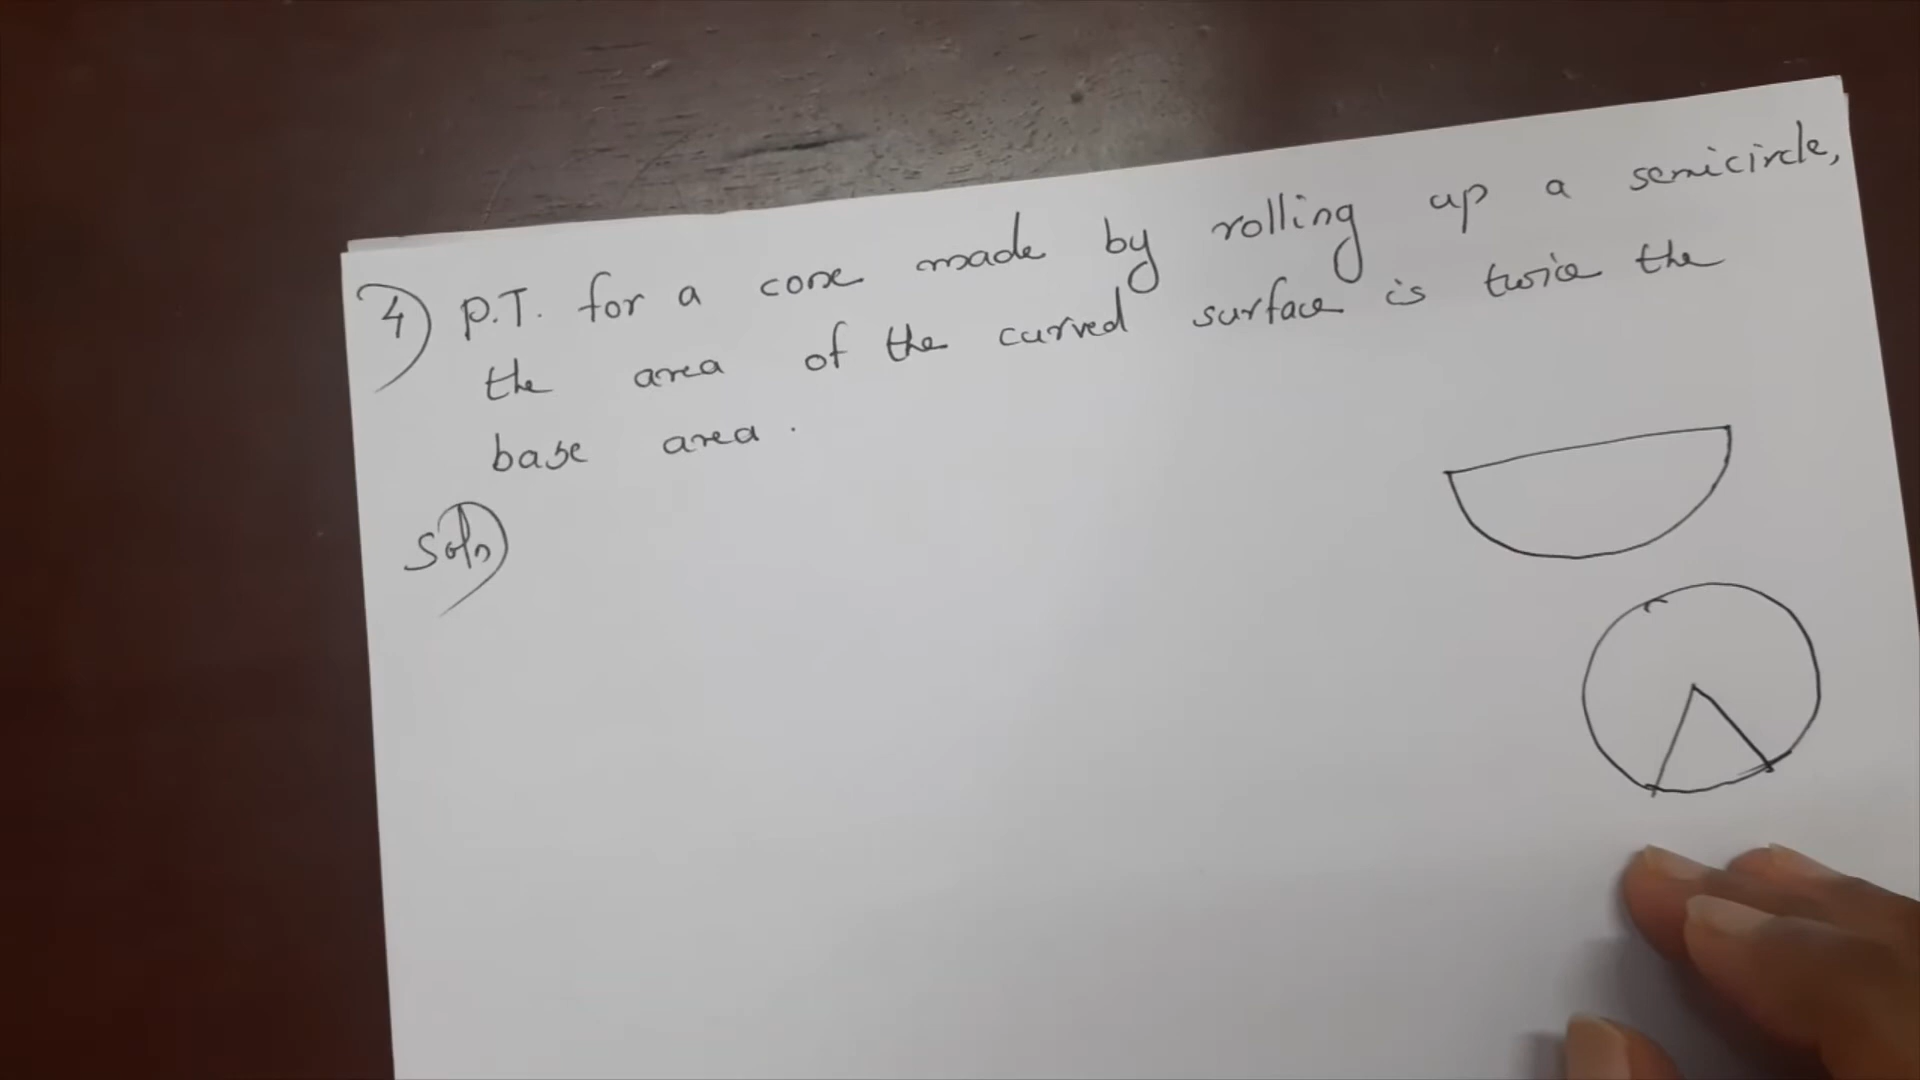 4) P.T. for a cone made by rolling up a semicircle,
the area of the curved surface is twice the
base area.
Soln)